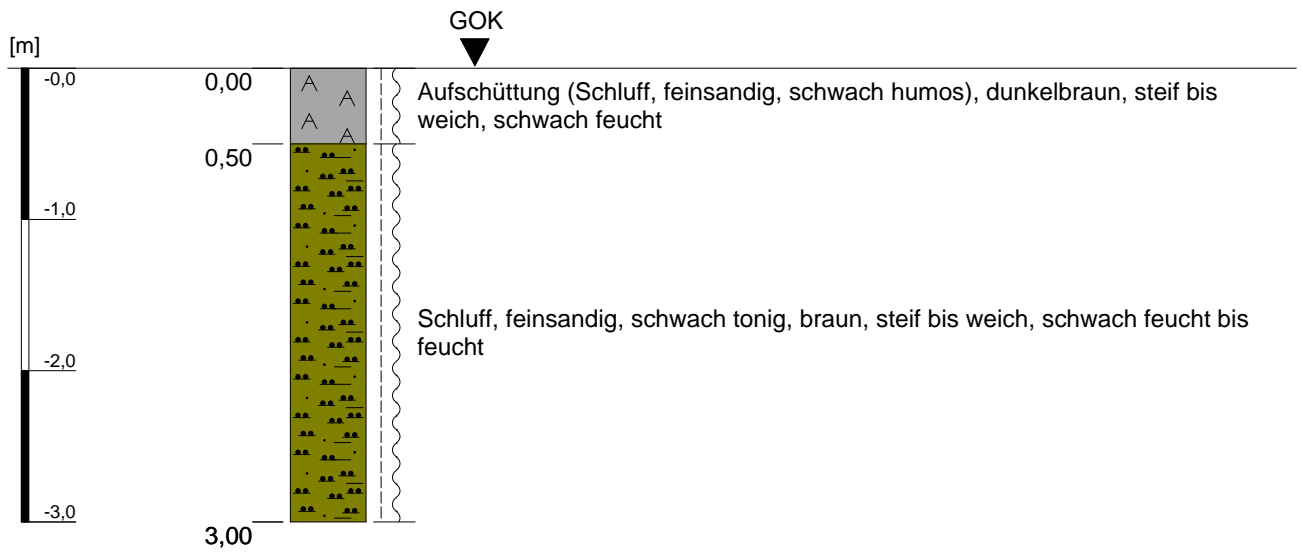 GOK
[m]
-0,0
0,00
Aufschüttung (Schluff, feinsandig, schwach humos), dunkelbraun, steif bis
weich, schwach feucht
0,50
-1,0
Schluff, feinsandig, schwach tonig, braun, steif bis weich, schwach feucht bis
feucht
-2,0
-3,0
3,00